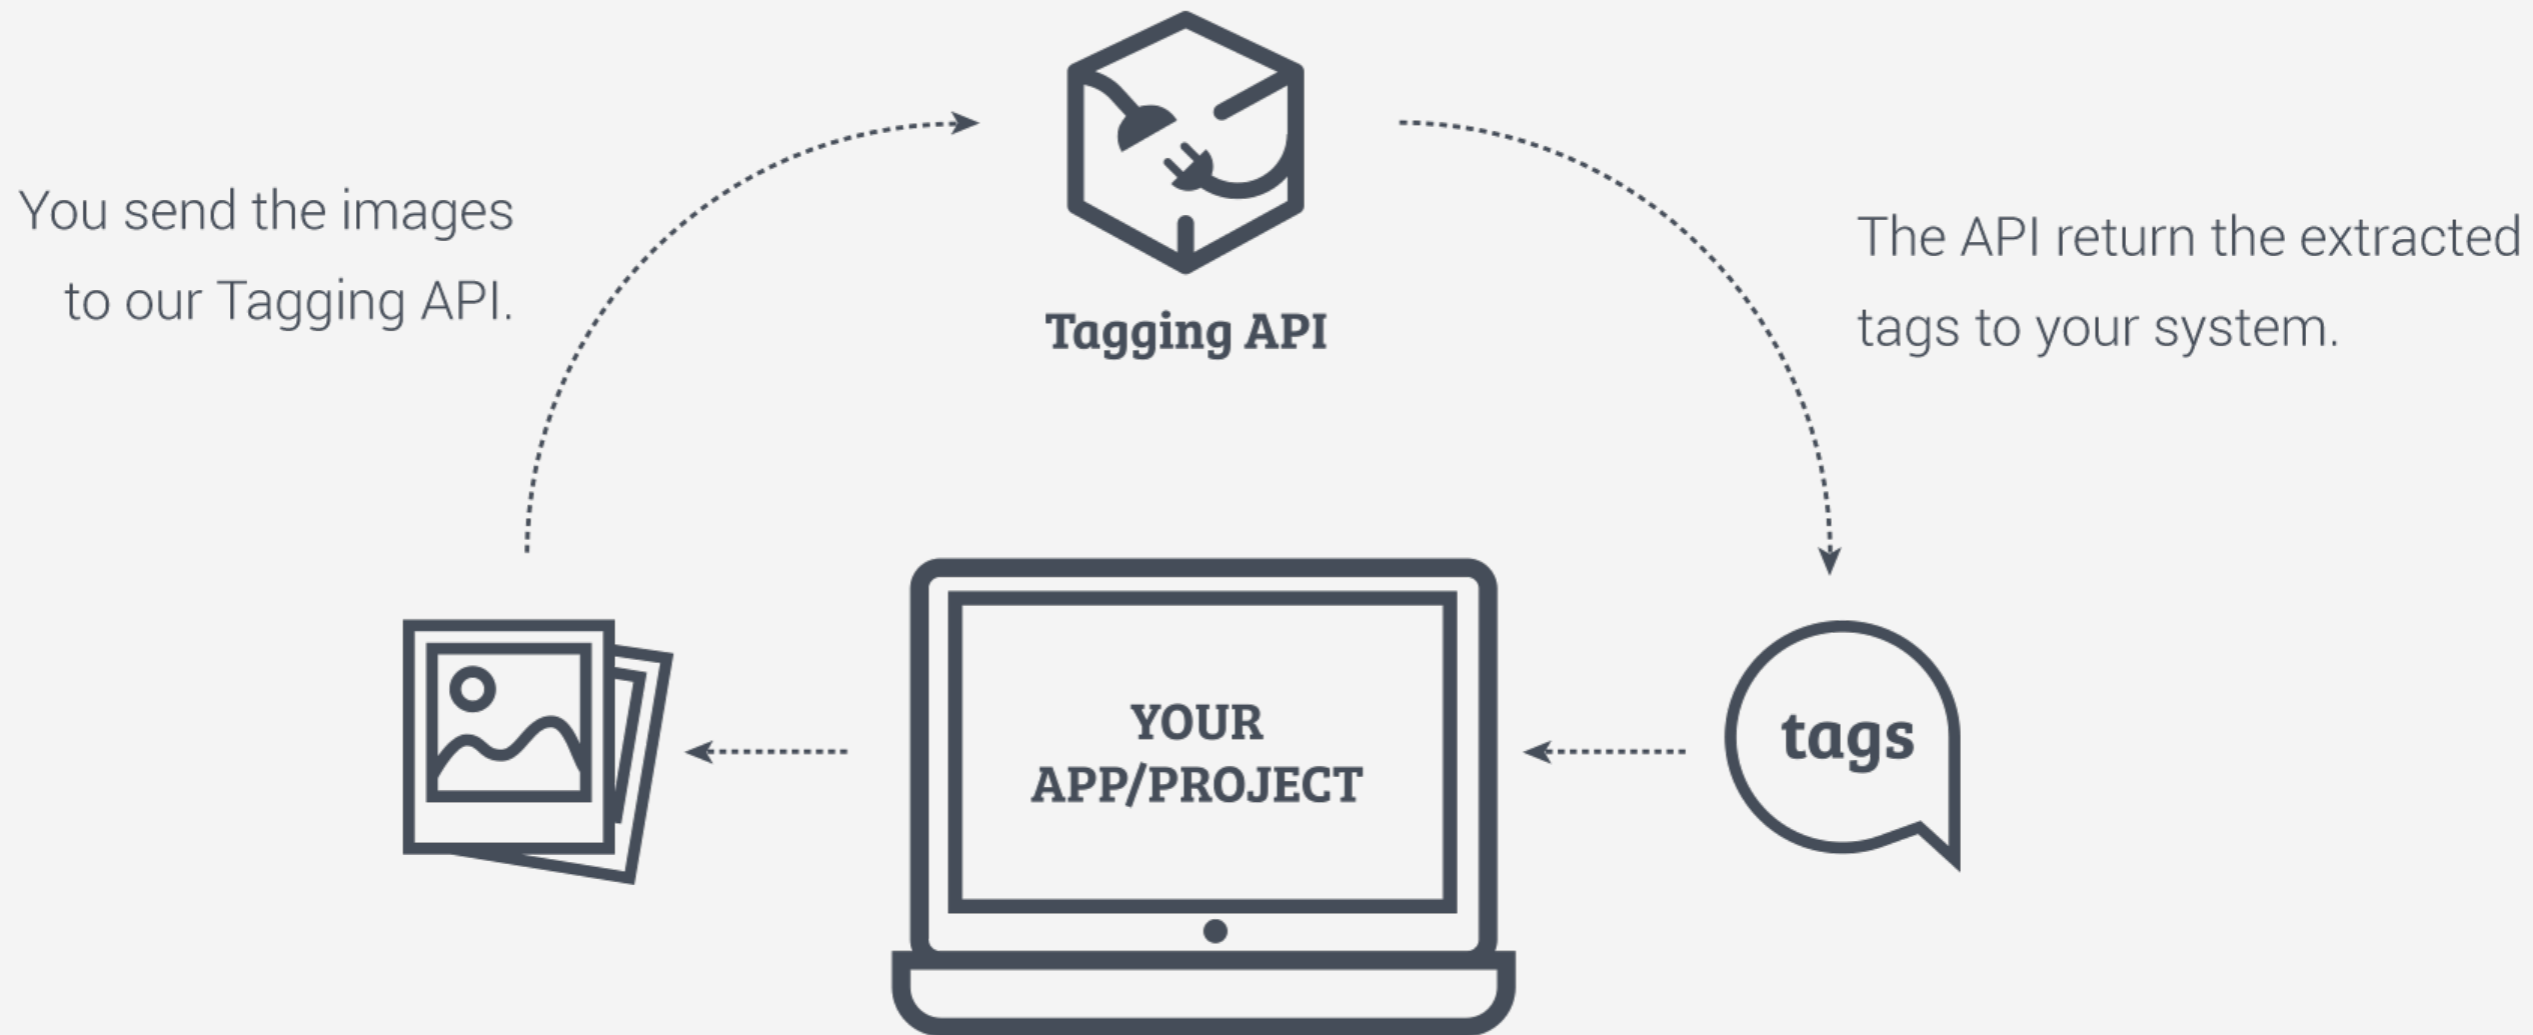 You send the images
to our Tagging API.
Tagging API
The API return the extracted
tags to your system.
YOUR
APP/PROJECT
tags